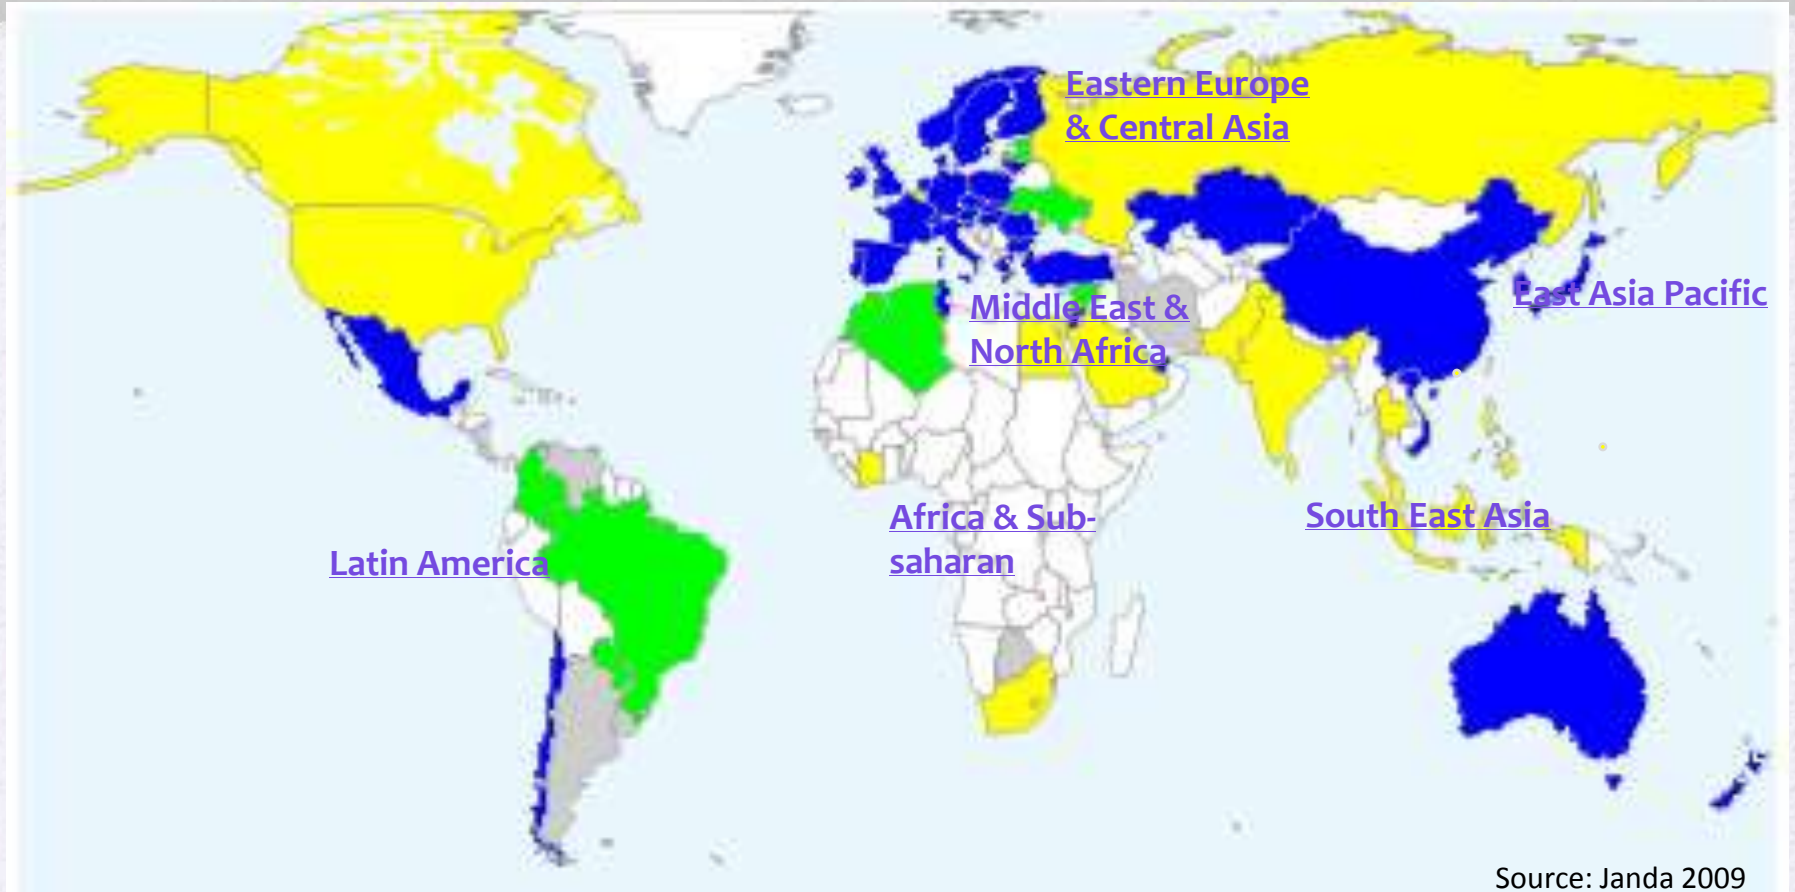 Eastern Europe
& Central Asia
East Asia Pacific
Middle East &
North Africa
Africa & Sub-
saharan
South East Asia
Latin America
Source: Janda 2009